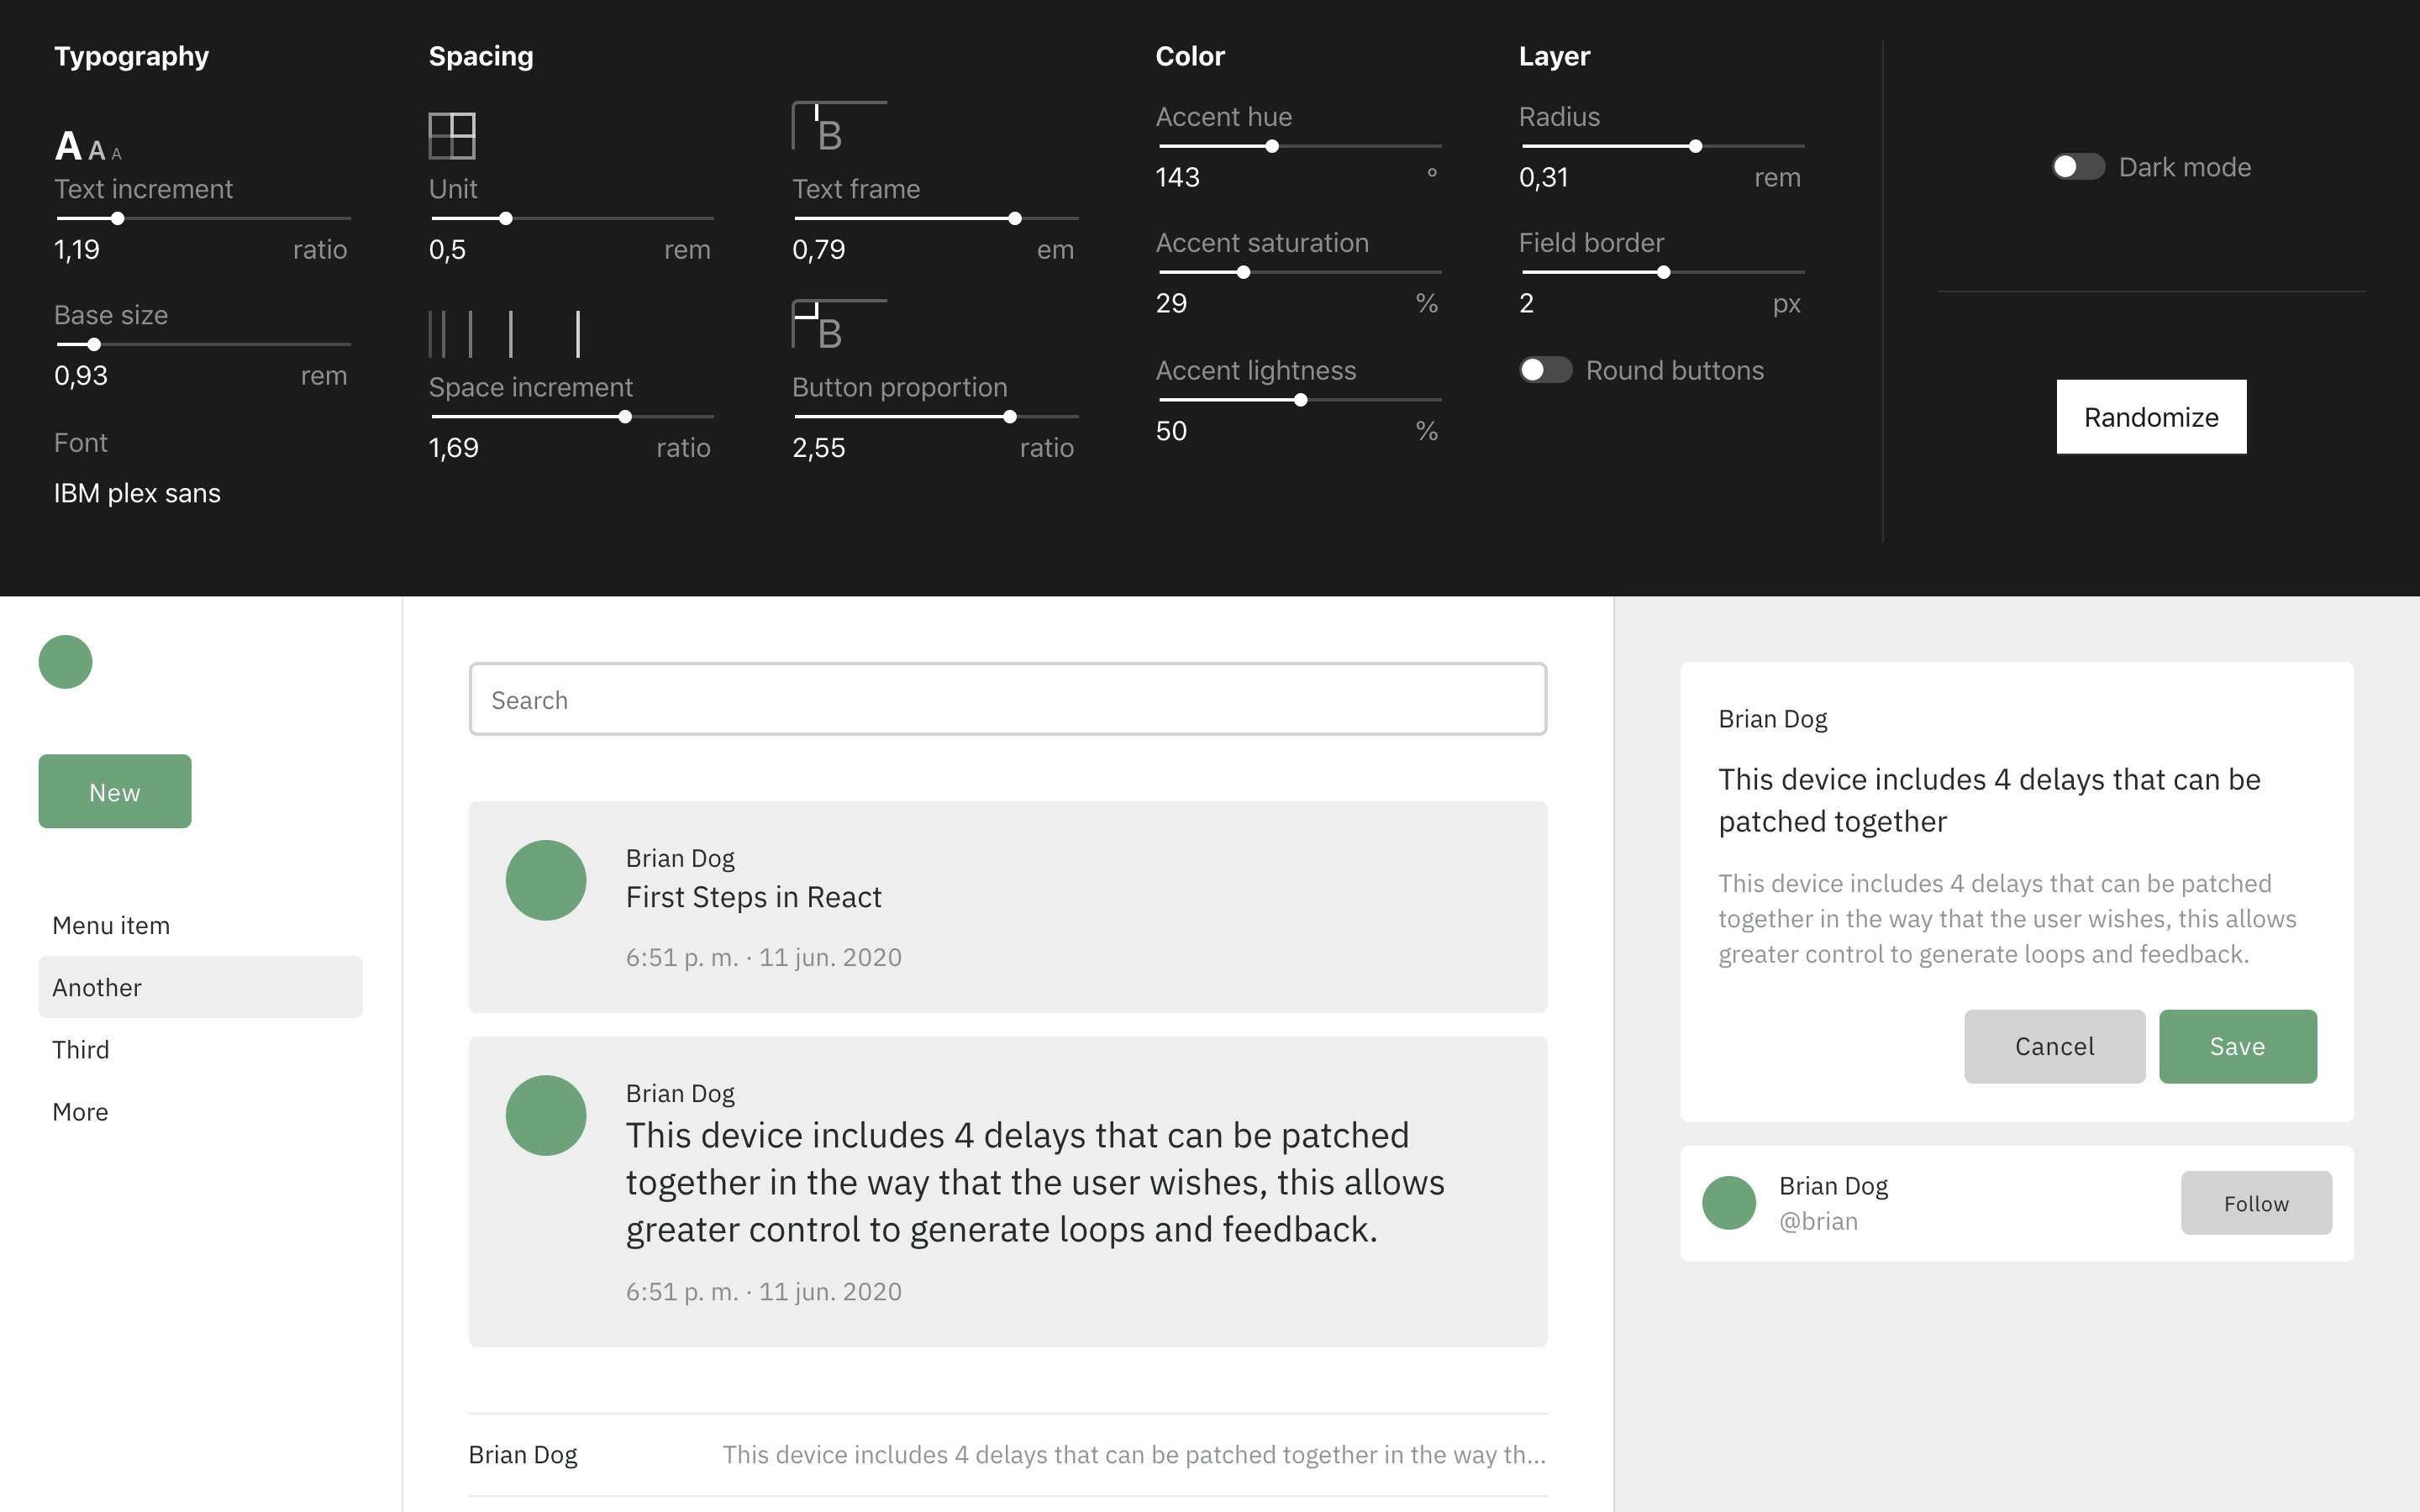 Typography
A A A
Text increment
1,19 ratio
Base size
0,93 rem
Font
IBM plex sans
Spacing
Unit
0,5 rem
Space increment
1,69 ratio
B
Text frame
0,79 em
B
Button proportion
2,55 ratio
Color
Accent hue
143 °
Accent saturation
29 %
Accent lightness
50 %
Layer
Radius
0,31 rem
Field border
2 px
Round buttons
Dark mode
Randomize
New
Menu item
Another
Third
More
Search
Brian Dog
First Steps in React
6:51 p. m. · 11 jun. 2020
Brian Dog
This device includes 4 delays that can be patched
together in the way that the user wishes, this allows
greater control to generate loops and feedback.
6:51 p. m. · 11 jun. 2020
Brian Dog This device includes 4 delays that can be patched together in the way th...
Brian Dog
This device includes 4 delays that can be
patched together
This device includes 4 delays that can be patched
together in the way that the user wishes, this allows
greater control to generate loops and feedback.
Cancel Save
Brian Dog
@brian
Follow